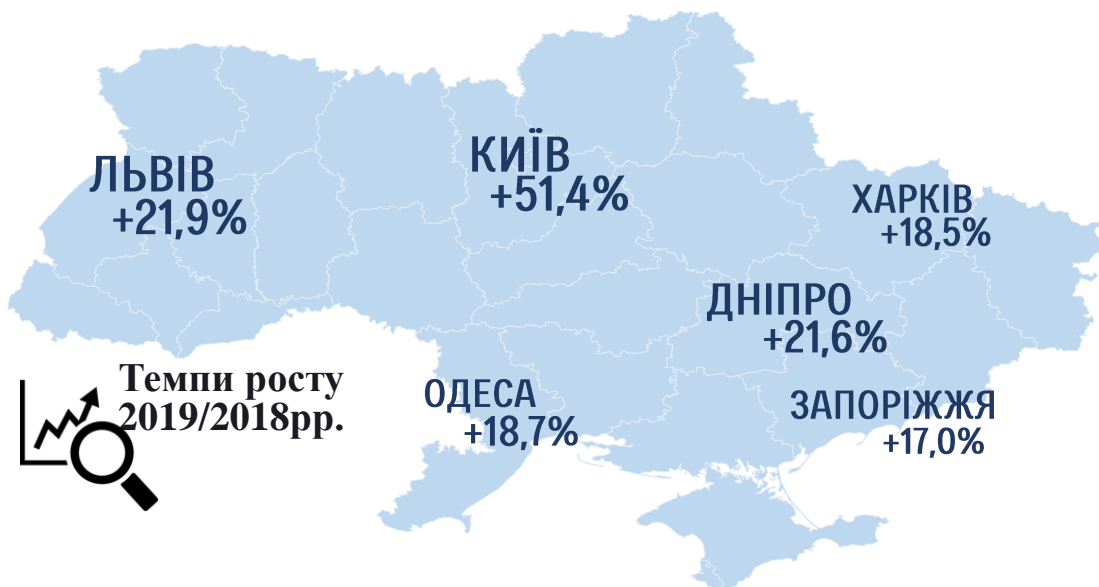 ЛЬВІВ
+21,9%
КИЇВ
+51,4%
ХАРКІВ
+18,5%
ДНІПРО
+21,6%
ОДЕСА
+18,7%
ЗАПОРІЖЖЯ
+17,0%
Темпи росту
2019/2018рр.